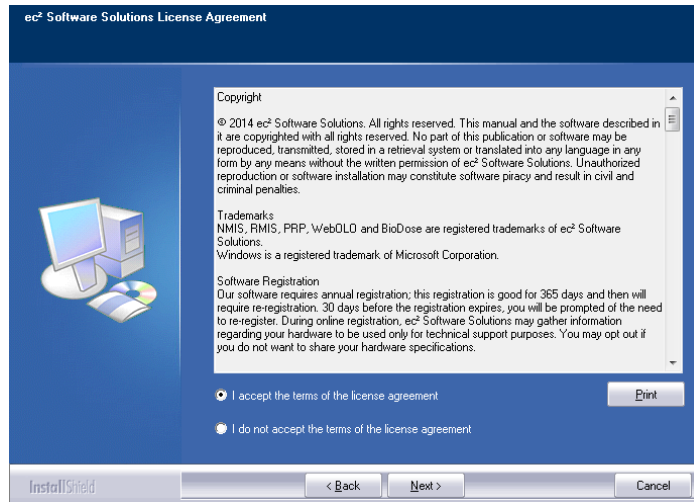 ec² Software Solutions License Agreement
Copyright
© 2014 ec² Software Solutions. All rights reserved. This manual and the software described in
it are copyrighted with all rights reserved. No part of this publication or software may be
reproduced, transmitted, stored in a retrieval system or translated into any language in any
form by any means without the written permission of ec² Software Solutions. Unauthorized
reproduction or software installation may constitute software piracy and result in civil and
criminal penalties.
Trademarks
NMIS, RMIS, PRP, WebOLO and BioDose are registered trademarks of ec² Software
Solutions.
Windows is a registered trademark of Microsoft Corporation.
Software Registration
Our software requires annual registration; this registration is good for 365 days and then will
require re-registration. 30 days before the registration expires, you will be prompted of the need
to re-register. During online registration, ec² Software Solutions may gather information
regarding your hardware to be used only for technical support purposes. You may opt out if
you do not want to share your hardware specifications.
I accept the terms of the license agreement
Print
I do not accept the terms of the license agreement
InstallShield
< Back
Next >
Cancel